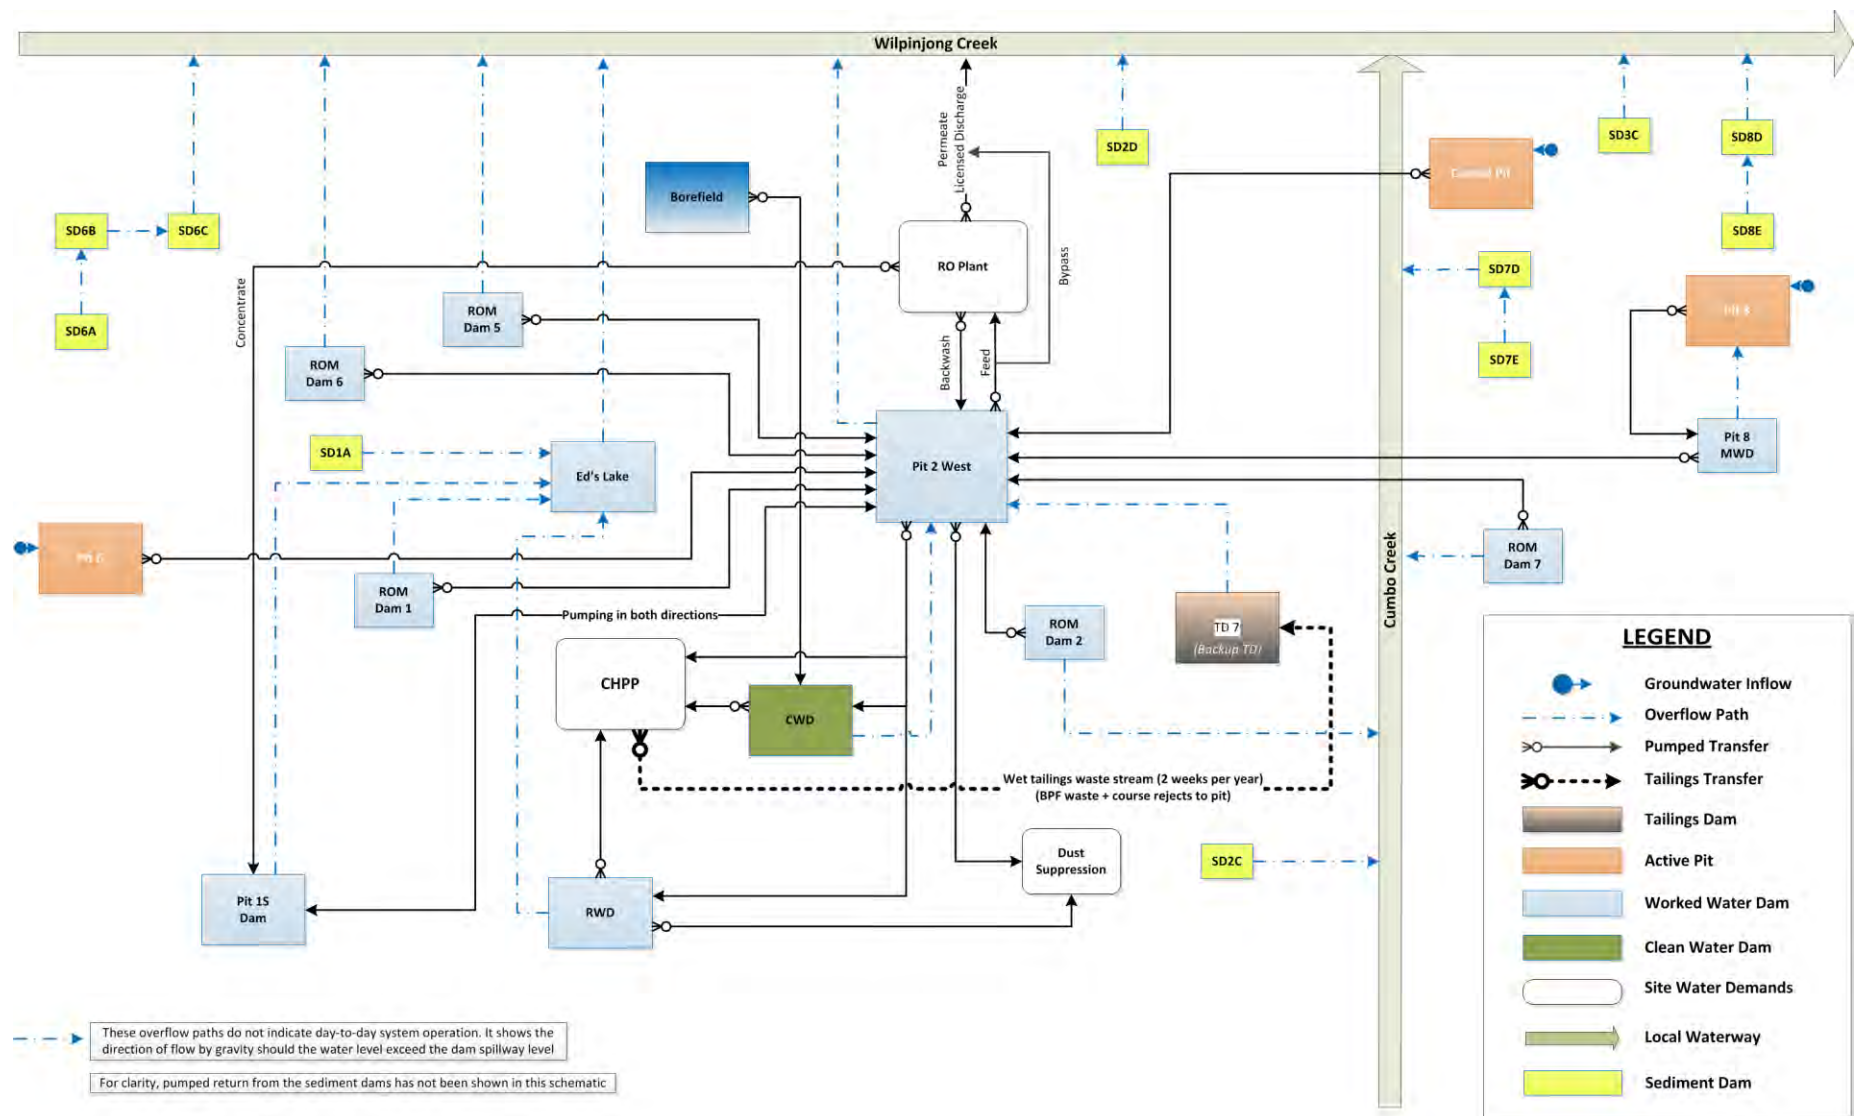 Wilpinjong Creek
Permeate
Licensed Discharge
SD2D
SD3C
SD8D
Borefield
SD6B
SD6C
SD8E
RO Plant
Bypass
SD7D
Concentrate
SD6A
ROM
Dam 5
ROM
Dam 6
Backwash
Feed
SD7E
SD1A
Ed's Lake
Pit 2 West
Pit 8
MWD
ROM
Dam 1
Pumping in both directions
ROM
Dam 2
TD 7
(Backup TD)
Cumbo Creek
ROM
Dam 7
CHPP
CWD
Wet tailings waste stream (2 weeks per year)
(BPF waste + course rejects to pit)
Dust
Suppression
SD2C
Pit 1S
Dam
RWD
LEGEND
Groundwater Inflow
Overflow Path
Pumped Transfer
Tailings Transfer
Tailings Dam
Active Pit
Worked Water Dam
Clean Water Dam
Site Water Demands
Local Waterway
Sediment Dam
These overflow paths do not indicate day-to-day system operation. It shows the
direction of flow by gravity should the water level exceed the dam spillway level
For clarity, pumped return from the sediment dams has not been shown in this schematic